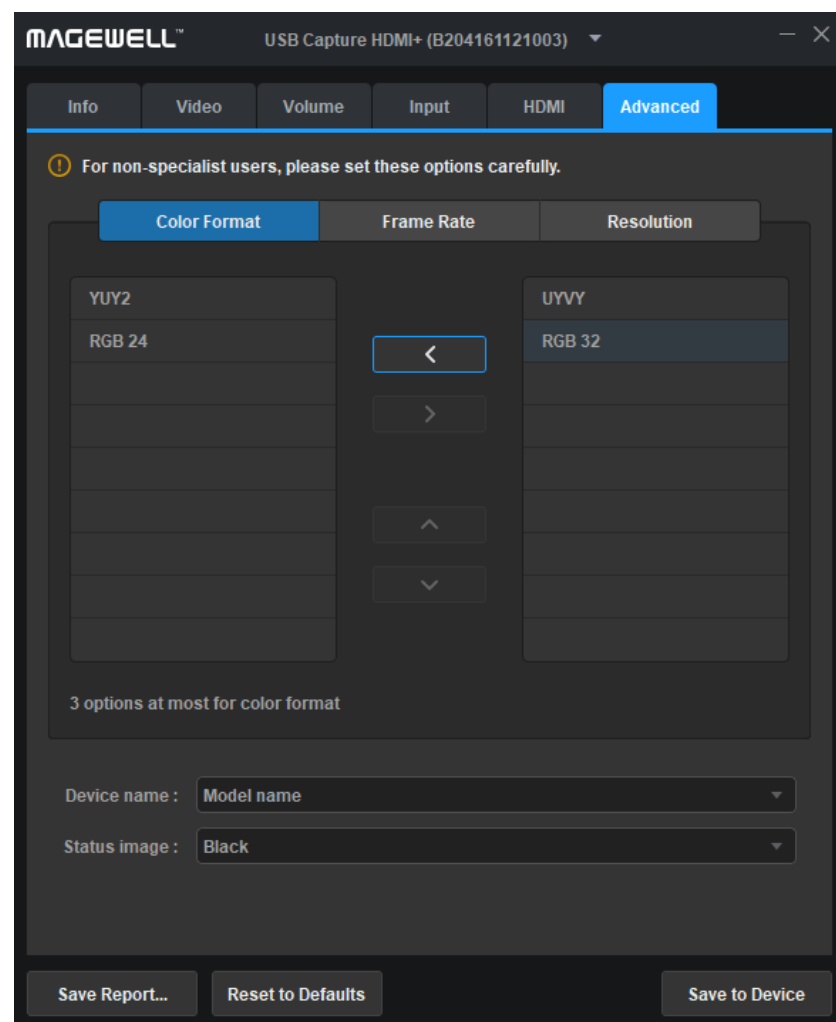 MAGEWELL™ USB Capture HDMI+ (B204161121003)
Info Video Volume Input HDMI Advanced
For non-specialist users, please set these options carefully.
Color Format Frame Rate Resolution
YUY2 UYVY
RGB 24 RGB 32
3 options at most for color format
Device name : Model name
Status image : Black
Save Report... Reset to Defaults Save to Device